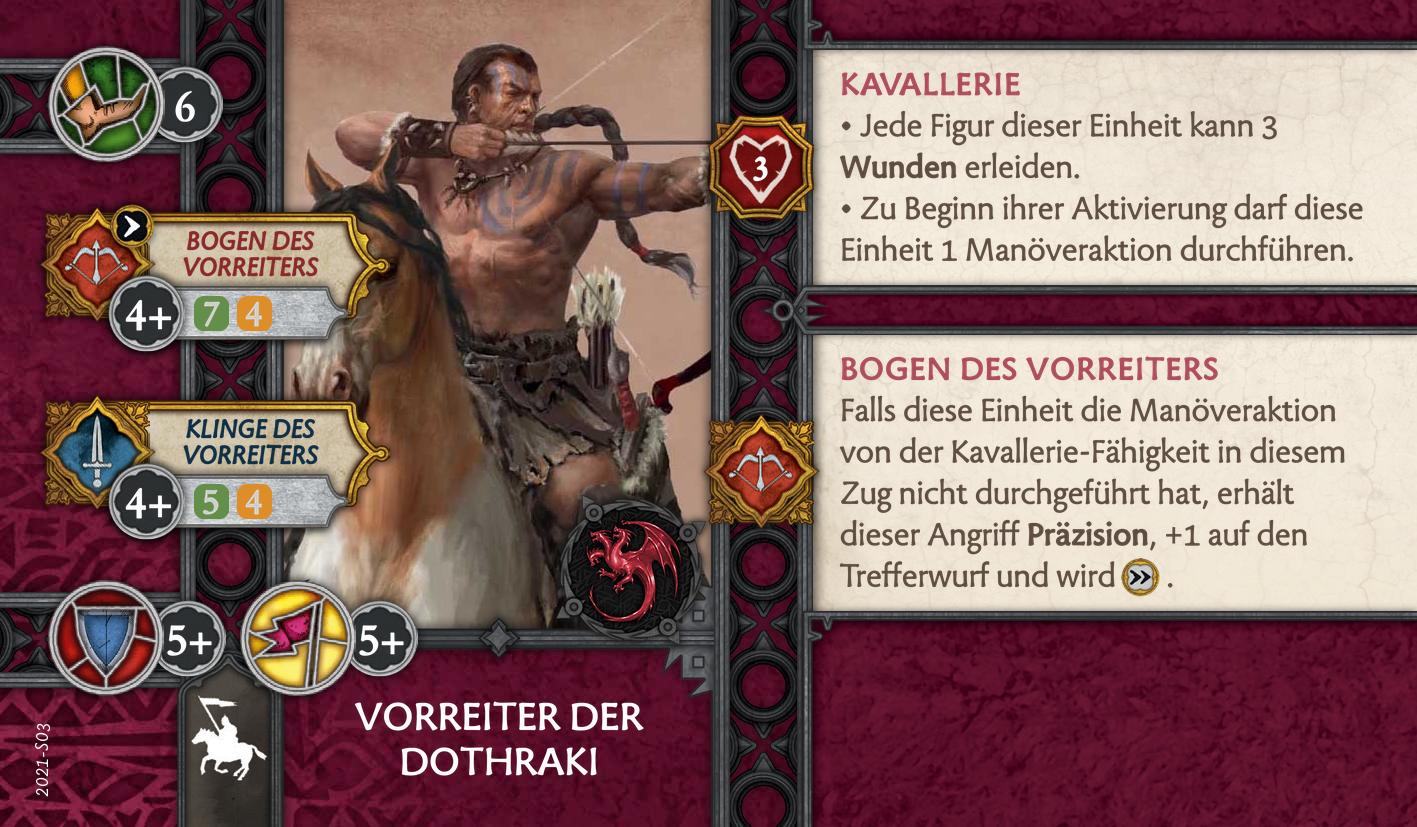 6
BOGEN DES
VORREITERS
4+ 7 4
KLINGE DES
VORREITERS
4+ 5 4
5+ 5+
VORREITER DER
DOTHRAKI
2021-S03
3
KAVALLERIE
• Jede Figur dieser Einheit kann 3
Wunden erleiden.
• Zu Beginn ihrer Aktivierung darf diese
Einheit 1 Manöveraktion durchführen.
BOGEN DES VORREITERS
Falls diese Einheit die Manöveraktion
von der Kavallerie-Fähigkeit in diesem
Zug nicht durchgeführt hat, erhält
dieser Angriff Präzision, +1 auf den
Trefferwurf und wird .